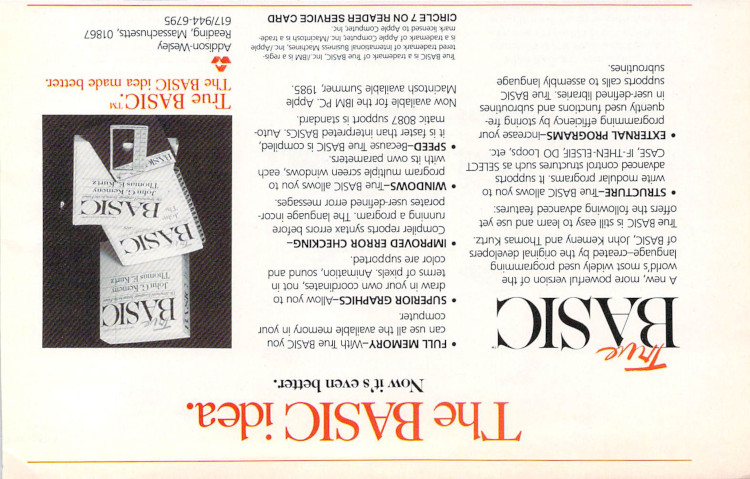 The BASIC idea.
Now it's even better.
True
BASIC
A new, more powerful version of the
world's most widely used programming
language–created by the original developers
of BASIC, John Kemeny and Thomas Kurtz.
True BASIC is still easy to learn and use yet
offers the following advanced features:
• STRUCTURE–True BASIC allows you to
write modular programs. It supports
advanced control structures such as SELECT
CASE, IF-THEN-ELSEIF, DO Loops, etc.
• EXTERNAL PROGRAMS–Increase your
programming efficiency by storing fre-
quently used functions and subroutines
in user-defined libraries. True BASIC
supports calls to assembly language
subroutines.
• FULL MEMORY–With True BASIC you
can use all the available memory in your
computer.
• SUPERIOR GRAPHICS–Allow you to
draw in your own coordinates, not in
terms of pixels. Animation, sound and
color are supported.
• IMPROVED ERROR CHECKING–
Compiler reports syntax errors before
running a program. The language incor-
porates user-defined error messages.
• WINDOWS–True BASIC allows you to
program multiple screen windows, each
with its own parameters.
• SPEED–Because True BASIC is compiled,
it is faster than interpreted BASICs. Auto-
matic 8087 support is standard.
Now available for the IBM PC. Apple
Macintosh available Summer, 1985.
True BASIC is a trademark of True BASIC, Inc. /IBM is a regis-
tered trademark of International Business Machines, Inc. /Apple
is a trademark of Apple Computer, Inc. /Macintosh is a trade-
mark licensed to Apple Computer, Inc.
CIRCLE 7 ON READER SERVICE CARD
True
BASIC
John G. Kemeny
Thomas E. Kurtz
BASIC
John G. Kemeny
Thomas E. Kurtz
BASIC
True BASIC.™
The BASIC idea made better.
Addison-Wesley
Reading, Massachusetts, 01867
617/944-6795